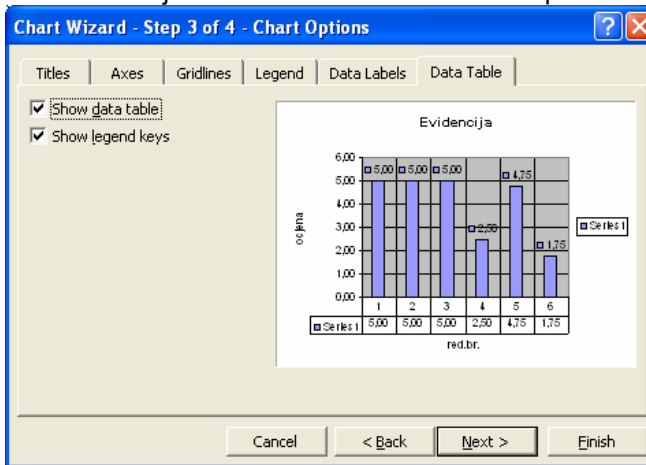 Chart Wizard - Step 3 of 4 - Chart Options
Titles Axes Gridlines Legend Data Labels Data Table
Show data table
Show legend keys
Evidencija
6,00
5,00
4,00
3,00
2,00
1,00
0,00
ocjena
5,00 5,00 5,00 2,50 4,75 1,75
Series1
1 2 3 4 5 6
Series1 5,00 5,00 5,00 2,50 4,75 1,75
red.br.
Cancel < Back Next > Finish